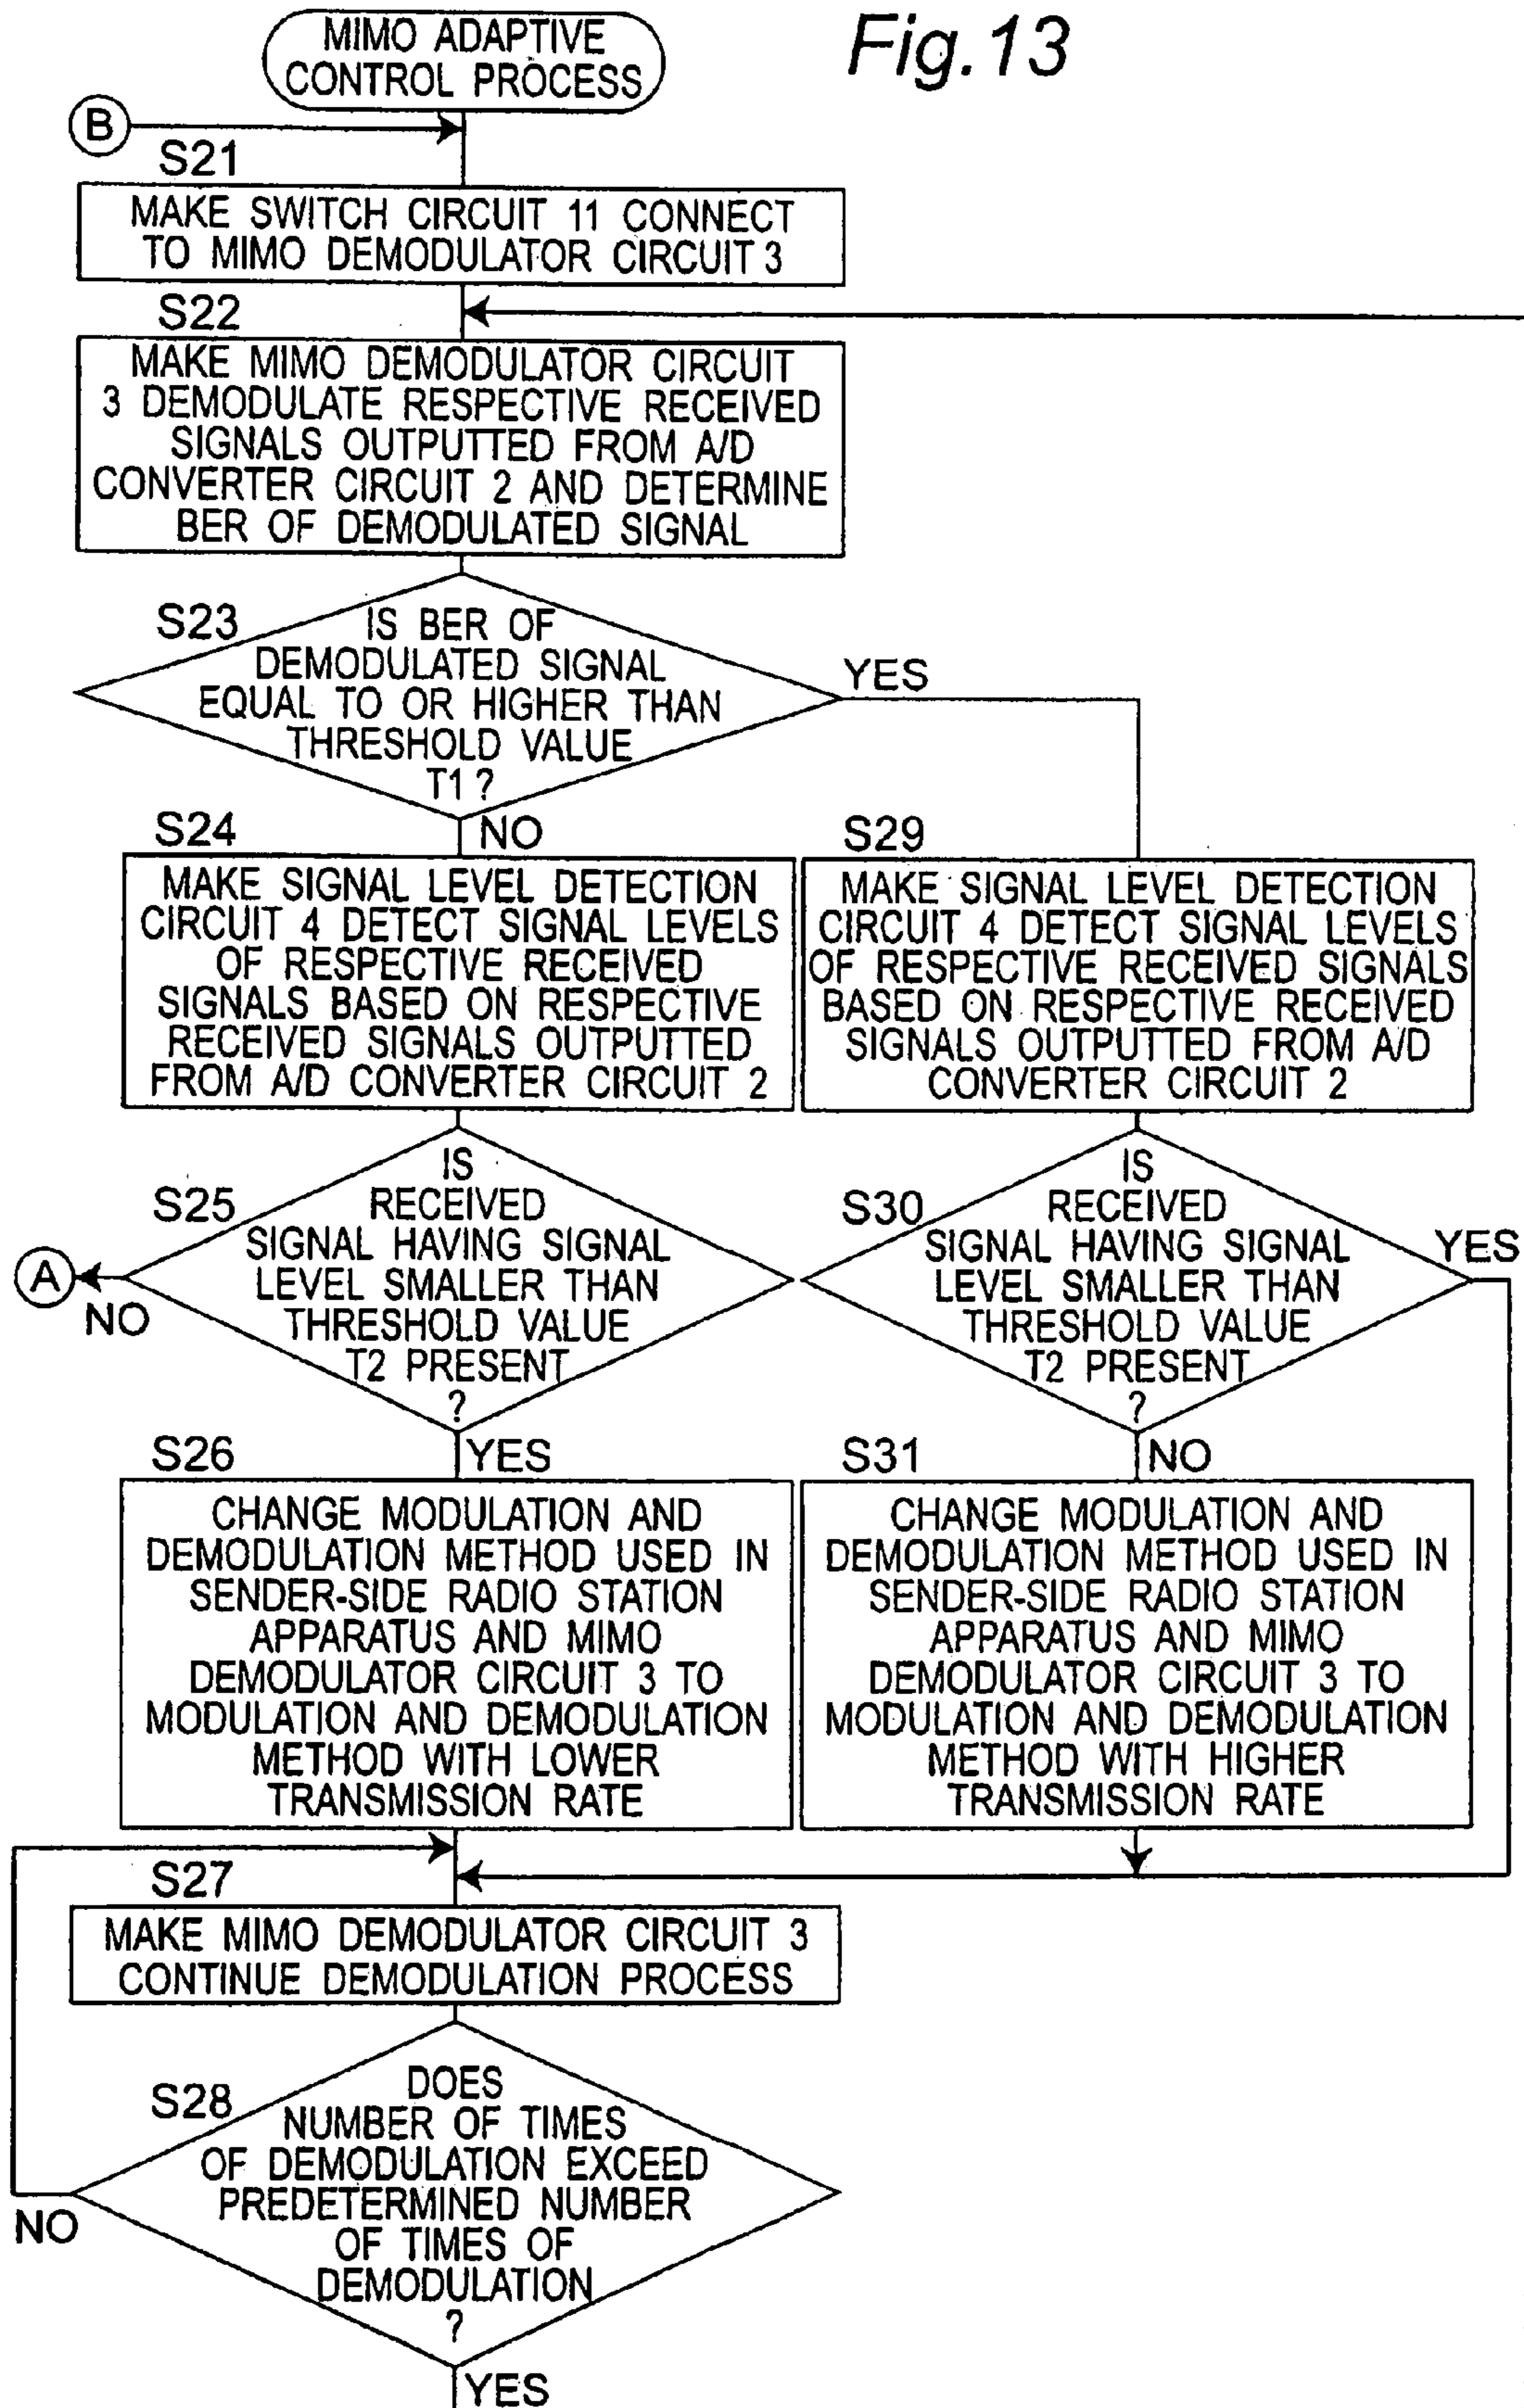 Fig.13
MIMO ADAPTIVE
CONTROL PROCESS
B
S21
MAKE SWITCH CIRCUIT 11 CONNECT
TO MIMO DEMODULATOR CIRCUIT 3
S22
MAKE MIMO DEMODULATOR CIRCUIT
3 DEMODULATE RESPECTIVE RECEIVED
SIGNALS OUTPUTTED FROM A/D
CONVERTER CIRCUIT 2 AND DETERMINE
BER OF DEMODULATED SIGNAL
S23
IS BER OF
DEMODULATED SIGNAL
EQUAL TO OR HIGHER THAN
THRESHOLD VALUE
T1 ?
YES
NO
S24
MAKE SIGNAL LEVEL DETECTION
CIRCUIT 4 DETECT SIGNAL LEVELS
OF RESPECTIVE RECEIVED
SIGNALS BASED ON RESPECTIVE
RECEIVED SIGNALS OUTPUTTED
FROM A/D CONVERTER CIRCUIT 2
S29
MAKE SIGNAL LEVEL DETECTION
CIRCUIT 4 DETECT SIGNAL LEVELS
OF RESPECTIVE RECEIVED SIGNALS
BASED ON RESPECTIVE RECEIVED
SIGNALS OUTPUTTED FROM A/D
CONVERTER CIRCUIT 2
S25
IS
RECEIVED
SIGNAL HAVING SIGNAL
LEVEL SMALLER THAN
THRESHOLD VALUE
T2 PRESENT
?
A
NO
YES
S30
IS
RECEIVED
SIGNAL HAVING SIGNAL
LEVEL SMALLER THAN
THRESHOLD VALUE
T2 PRESENT
?
YES
NO
S26
CHANGE MODULATION AND
DEMODULATION METHOD USED IN
SENDER-SIDE RADIO STATION
APPARATUS AND MIMO
DEMODULATOR CIRCUIT 3 TO
MODULATION AND DEMODULATION
METHOD WITH LOWER
TRANSMISSION RATE
S31
CHANGE MODULATION AND
DEMODULATION METHOD USED IN
SENDER-SIDE RADIO STATION
APPARATUS AND MIMO
DEMODULATOR CIRCUIT 3 TO
MODULATION AND DEMODULATION
METHOD WITH HIGHER
TRANSMISSION RATE
S27
MAKE MIMO DEMODULATOR CIRCUIT 3
CONTINUE DEMODULATION PROCESS
S28
DOES
NUMBER OF TIMES
OF DEMODULATION EXCEED
PREDETERMINED NUMBER
OF TIMES OF
DEMODULATION
?
NO
YES